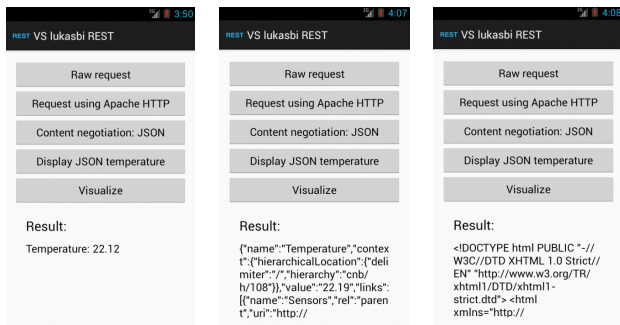 3G 3:50
REST VS lukasbi REST
Raw request
Request using Apache HTTP
Content negotiation: JSON
Display JSON temperature
Visualize
Result:
Temperature: 22.12
3G 4:07
REST VS lukasbi REST
Raw request
Request using Apache HTTP
Content negotiation: JSON
Display JSON temperature
Visualize
Result:
{"name":"Temperature","contex
t":{"hierarchicalLocation":{"deli
miter":"/","hierarchy":"cnb/
h/108"}},"value":"22.19","links":
[{"name":"Sensors","rel":"paren
t","uri":"http://
3G 4:08
REST VS lukasbi REST
Raw request
Request using Apache HTTP
Content negotiation: JSON
Display JSON temperature
Visualize
Result:
<!DOCTYPE html PUBLIC "-//
W3C//DTD XHTML 1.0 Strict//
EN" "http://www.w3.org/TR/
xhtml1/DTD/xhtml1-
strict.dtd"> <html
xmlns="http://